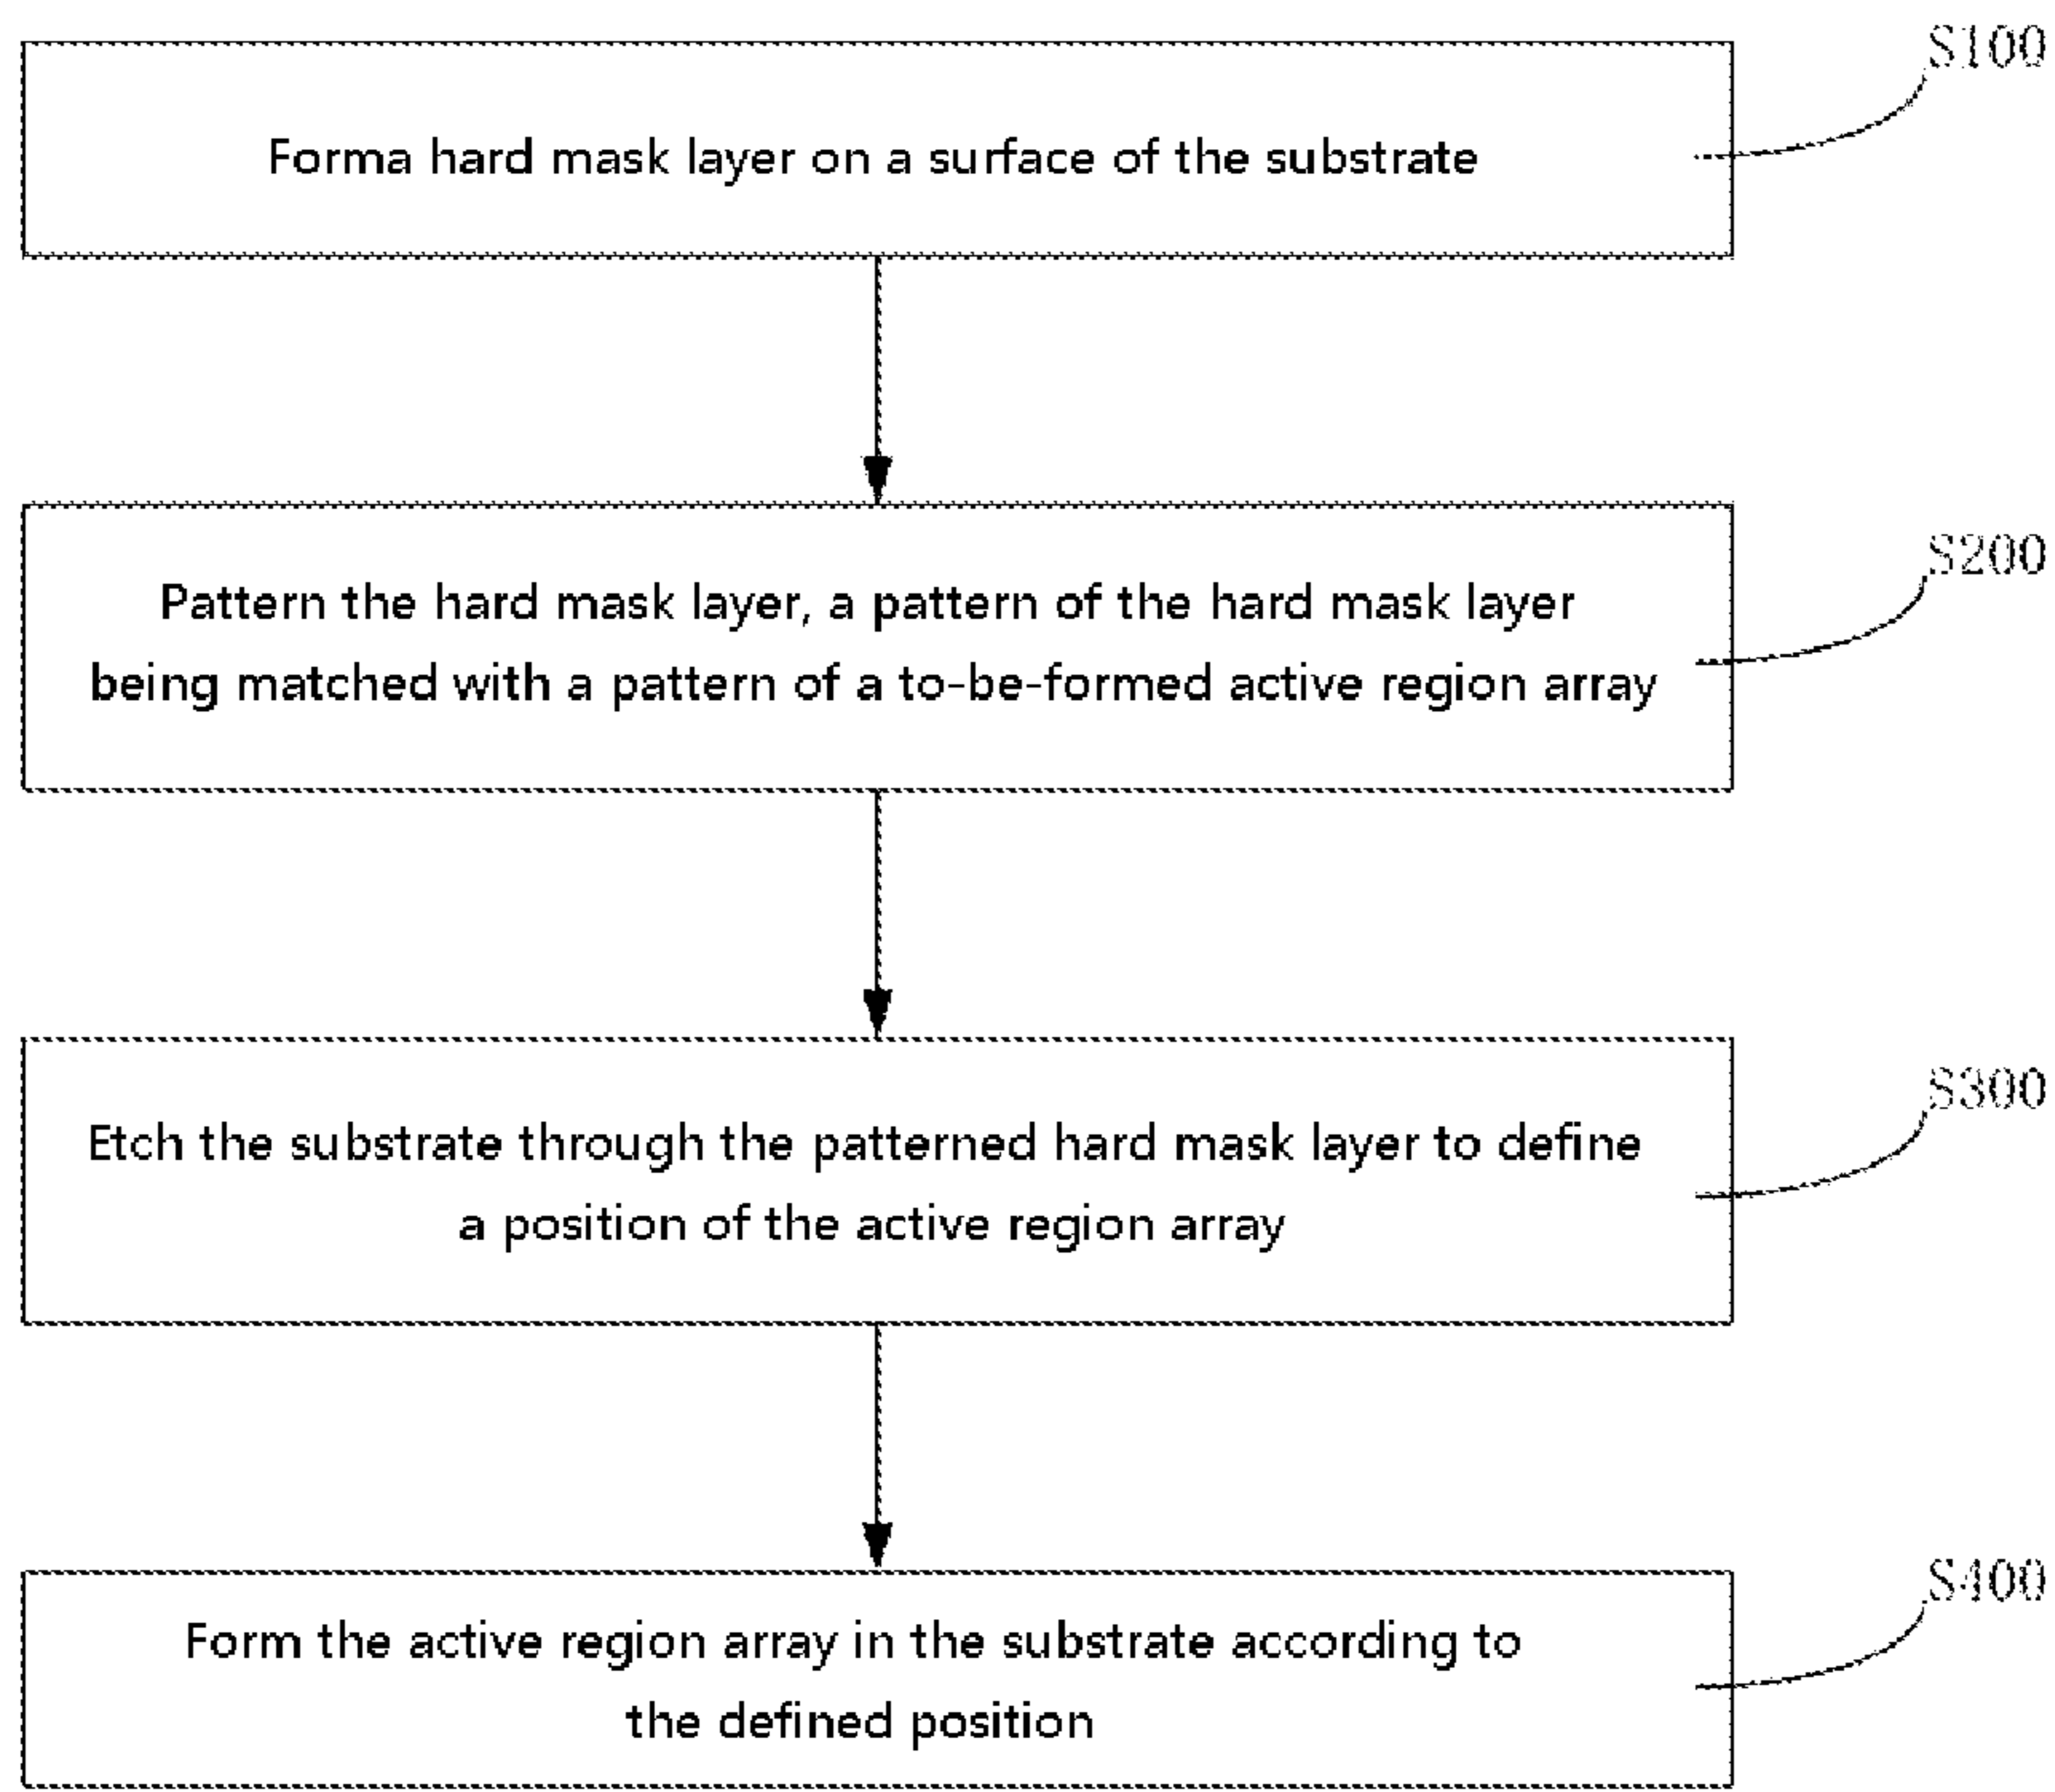 S100
Forma hard mask layer on a surface of the substrate
S200
Pattern the hard mask layer, a pattern of the hard mask layer
being matched with a pattern of a to-be-formed active region array
S300
Etch the substrate through the patterned hard mask layer to define
a position of the active region array
S400
Form the active region array in the substrate according to
the defined position